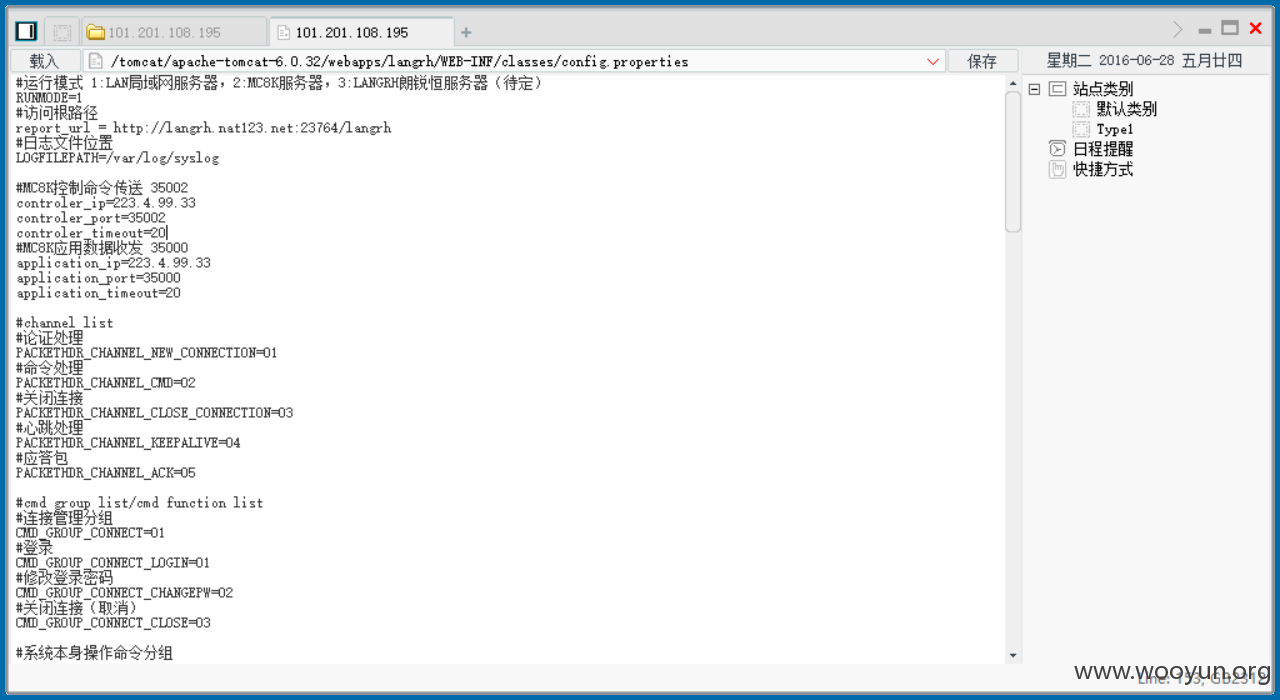 101.201.108.195
101.201.108.195
载入
/tomcat/apache-tomcat-6.0.32/webapps/langrh/WEB-INF/classes/config.properties
保存
星期二 2016-06-28 五月廿四
#运行模式 1:LAN局域网服务器，2:MC8K服务器，3:LANGRH朗锐恒服务器（待定）
RUNMODE=1
#访问根路径
report_url = http://langrh.nat123.net:23764/langrh
#日志文件位置
LOGFILEPATH=/var/log/syslog
#MC8K控制命令传送 35002
controler_ip=223.4.99.33
controler_port=35002
controler_timeout=20
#MC8K应用数据收发 35000
application_ip=223.4.99.33
application_port=35000
application_timeout=20
#channel list
#论证处理
PACKETHDR_CHANNEL_NEW_CONNECTION=01
#命令处理
PACKETHDR_CHANNEL_CMD=02
#关闭连接
PACKETHDR_CHANNEL_CLOSE_CONNECTION=03
#心跳处理
PACKETHDR_CHANNEL_KEEPALIVE=04
#应答包
PACKETHDR_CHANNEL_ACK=05
#cmd group list/cmd function list
#连接管理分组
CMD_GROUP_CONNECT=01
#登录
CMD_GROUP_CONNECT_LOGIN=01
#修改登录密码
CMD_GROUP_CONNECT_CHANGEPW=02
#关闭连接（取消）
CMD_GROUP_CONNECT_CLOSE=03
#系统本身操作命令分组
站点类别
默认类别
Type1
日程提醒
快捷方式
www.wooyun.org